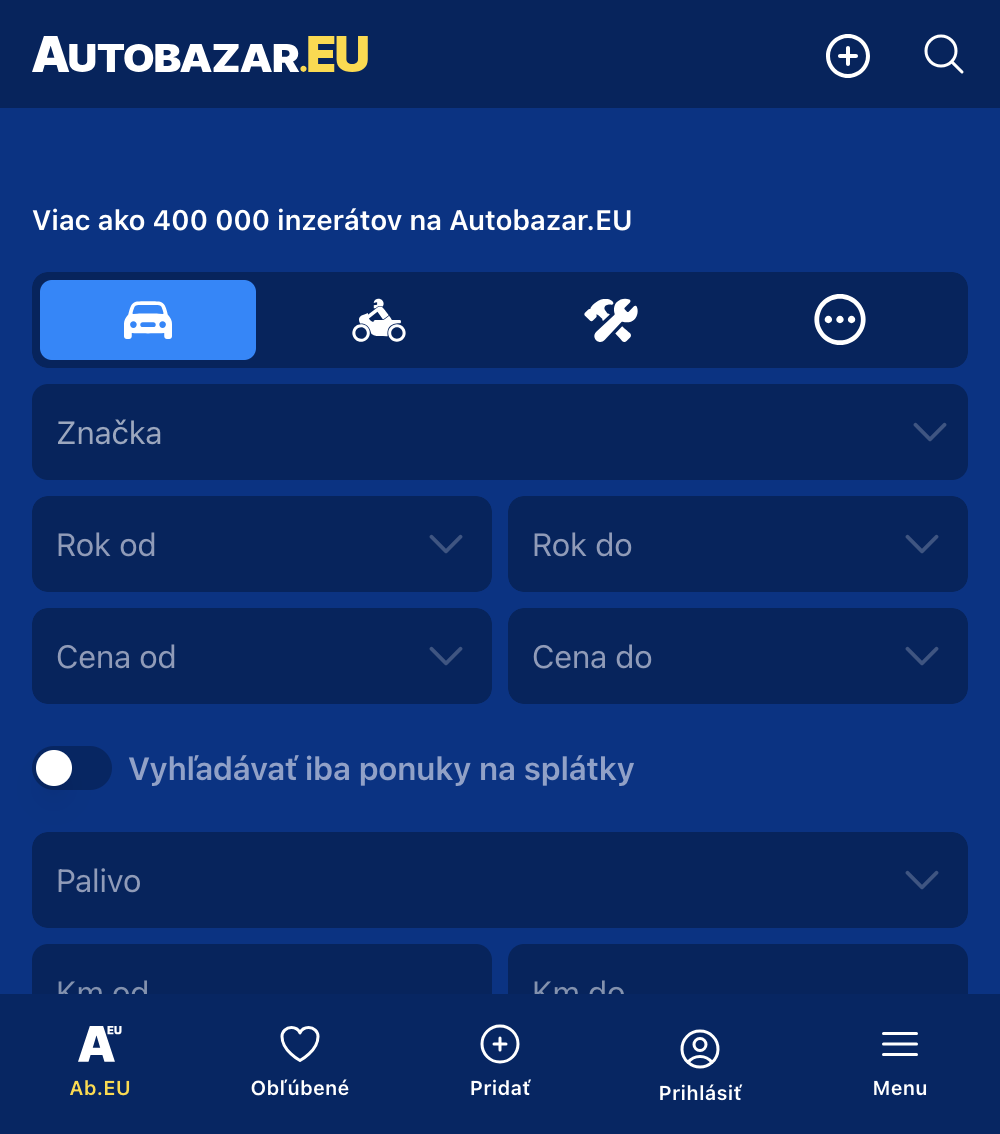 AUTOBAZAR.EU
Viac ako 400 000 inzerátov na Autobazar.EU
Značka
Rok od
Rok do
Cena od
Cena do
Vyhľadávať iba ponuky na splátky
Palivo
Km od
Km do
A EU
Ab.EU
Obľúbené
Pridať
Prihlásiť
Menu